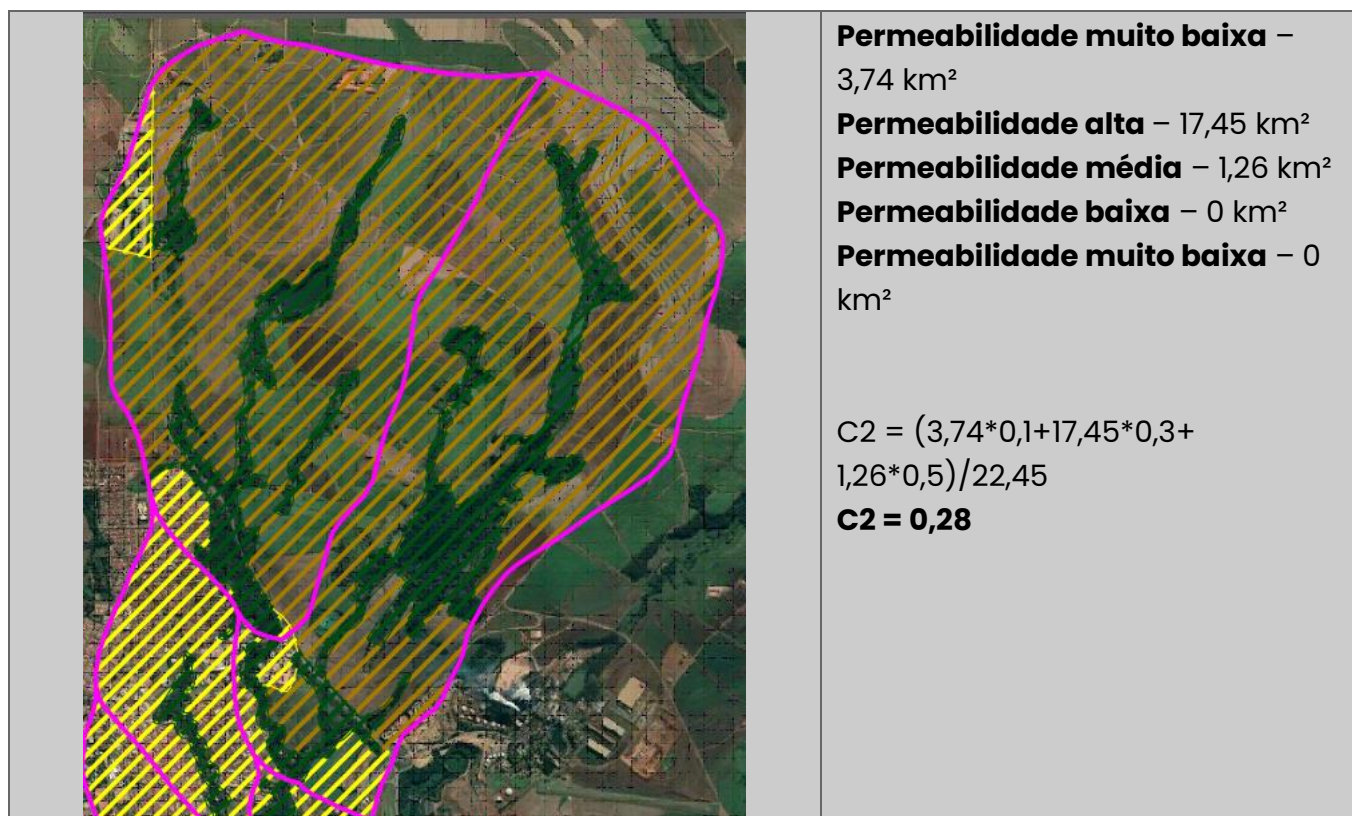 Permeabilidade muito baixa –
3,74 km²
Permeabilidade alta – 17,45 km²
Permeabilidade média – 1,26 km²
Permeabilidade baixa – 0 km²
Permeabilidade muito baixa – 0
km²
C2 = (3,74*0,1+17,45*0,3+
1,26*0,5)/22,45
C2 = 0,28